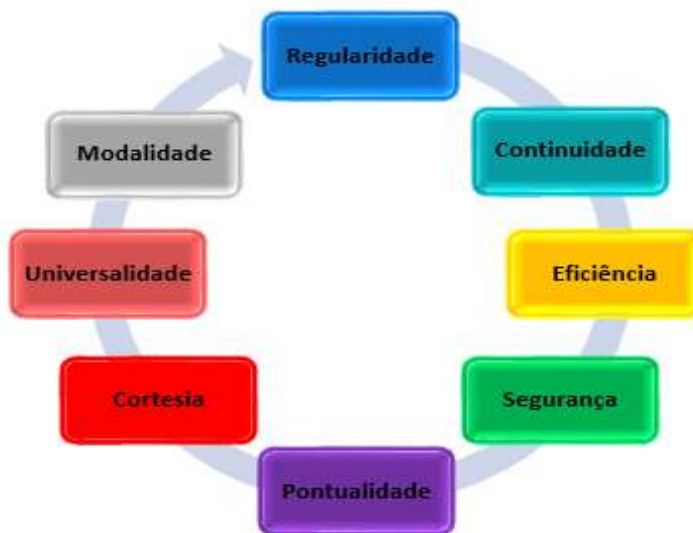 Regularidade
Continuidade
Eficiência
Segurança
Pontualidade
Cortesia
Universalidade
Modalidade